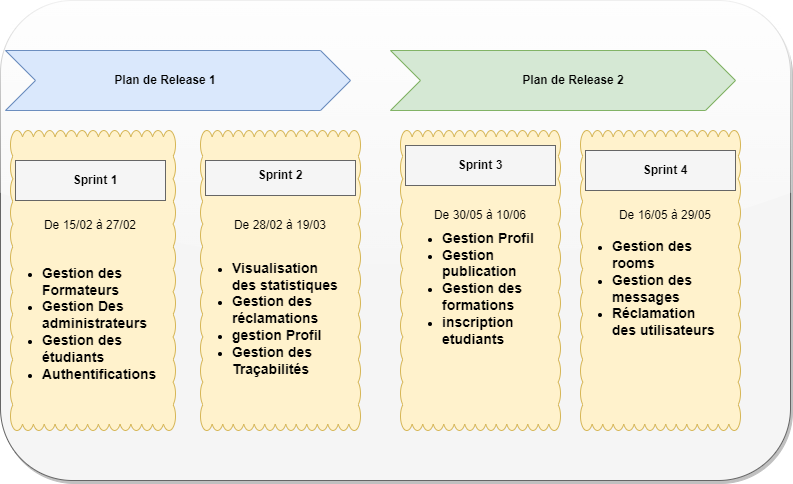 Plan de Release 1
Plan de Release 2
Sprint 1
De 15/02 à 27/02
Gestion des
Formateurs
Gestion Des
administrateurs
Gestion des
étudiants
Authentifications
Sprint 2
De 28/02 à 19/03
Visualisation
des statistiques
Gestion des
réclamations
gestion Profil
Gestion des
Traçabilités
Sprint 3
De 30/05 à 10/06
Gestion Profil
Gestion
publication
Gestion des
formations
inscription
etudiants
Sprint 4
De 16/05 à 29/05
Gestion des
rooms
Gestion des
messages
Réclamation
des utilisateurs